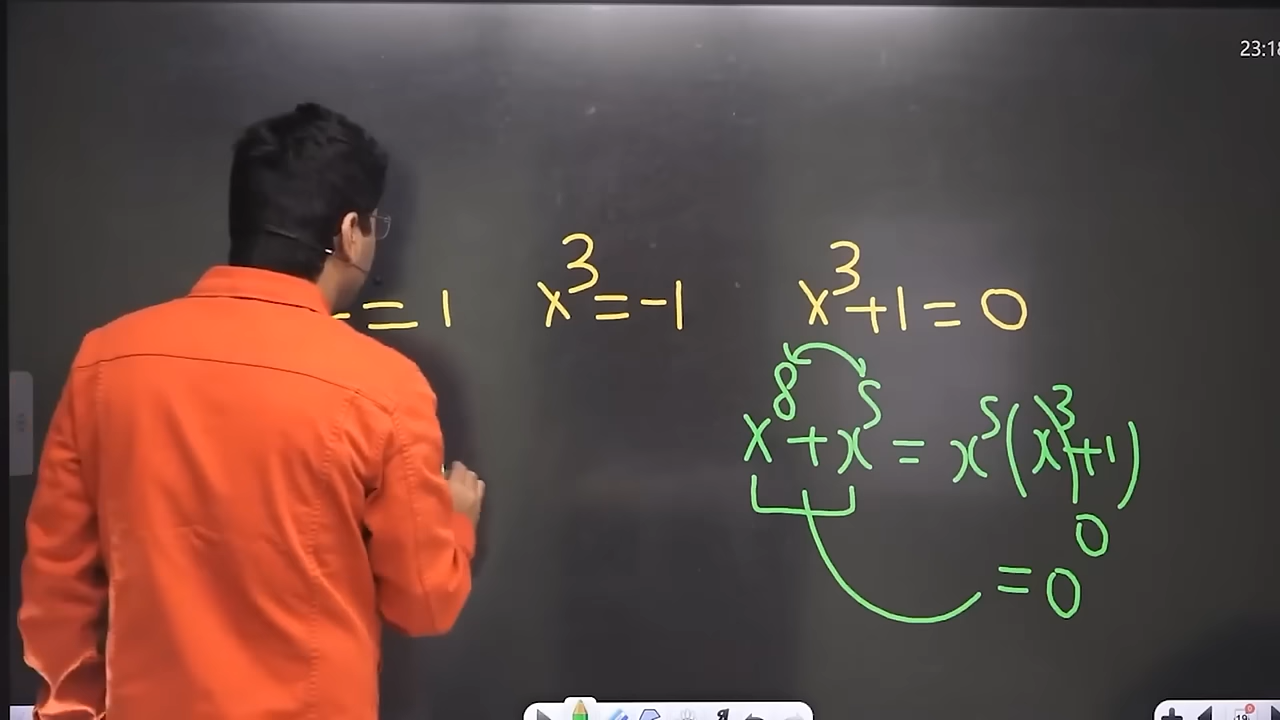 23:18
= 1 x³ = -1 x³ + 1 = 0
x⁸ + x⁵ = x⁵(x³ + 1)
0
= 0